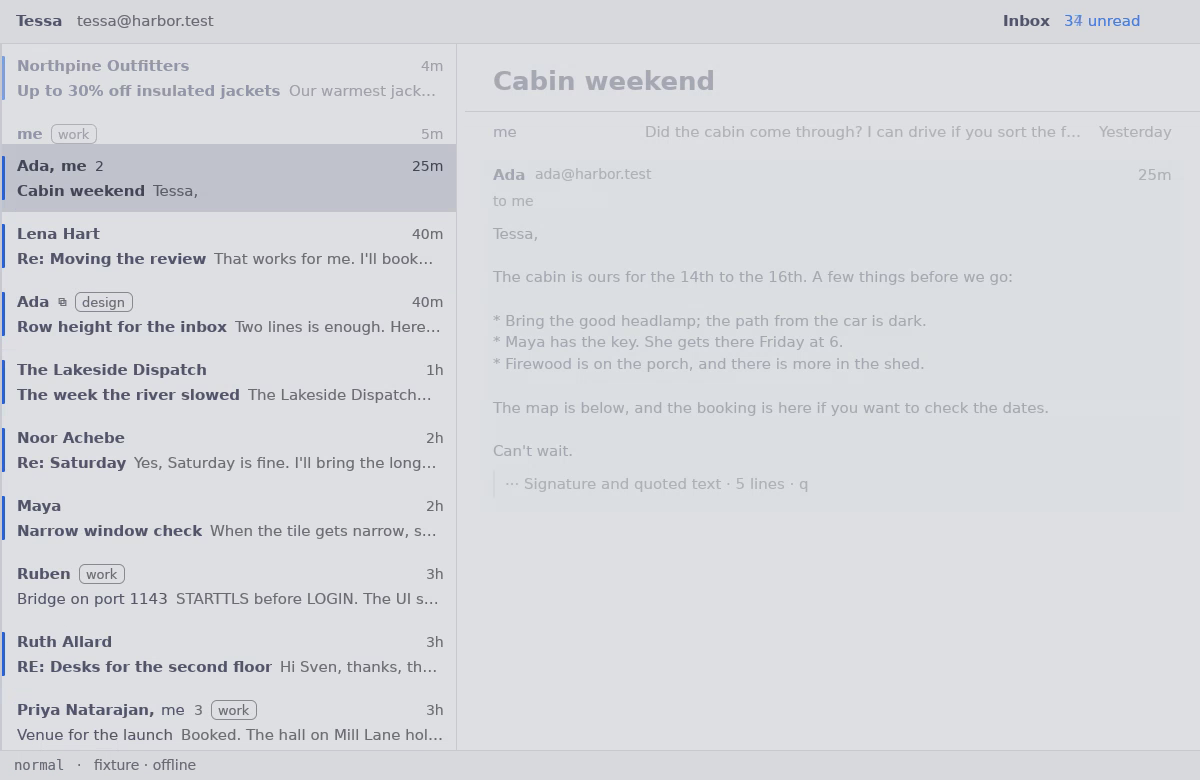 Tessa tessa@harbor.test
Inbox unread
Northpine Outfitters 4m
Up to 30% off insulated jackets Our warmest jack…
me work 5m
Ada, me 2 25m
Cabin weekend Tessa,
Lena Hart 40m
Re: Moving the review That works for me. I'll book…
Ada design 40m
Row height for the inbox Two lines is enough. Here…
The Lakeside Dispatch 1h
The week the river slowed The Lakeside Dispatch…
Noor Achebe 2h
Re: Saturday Yes, Saturday is fine. I'll bring the long…
Maya 2h
Narrow window check When the tile gets narrow, s…
Ruben work 3h
Bridge on port 1143 STARTTLS before LOGIN. The UI s…
Ruth Allard 3h
RE: Desks for the second floor Hi Sven, thanks, th…
Priya Natarajan, me 3 work 3h
Venue for the launch Booked. The hall on Mill Lane hol…
Cabin weekend
me Did the cabin come through? I can drive if you sort the f… Yesterday
Ada ada@harbor.test 25m
to me
Tessa,
The cabin is ours for the 14th to the 16th. A few things before we go:
* Bring the good headlamp; the path from the car is dark.
* Maya has the key. She gets there Friday at 6.
* Firewood is on the porch, and there is more in the shed.
The map is below, and the booking is here if you want to check the dates.
Can't wait.
··· Signature and quoted text · 5 lines · q
normal · fixture · offline